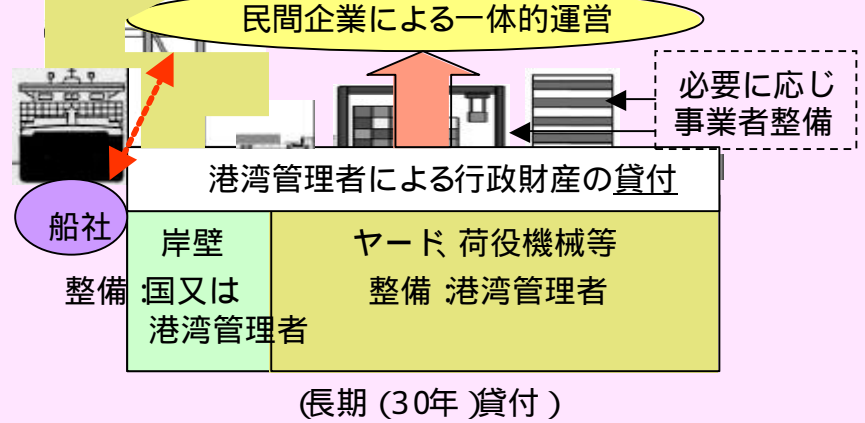 民間企業による一体的運営
必要に応じ
事業者整備
港湾管理者による行政財産の貸付
船社
岸壁
整備:国又は
港湾管理者
ヤード、荷役機械等
整備:港湾管理者
(長期(30年)貸付)